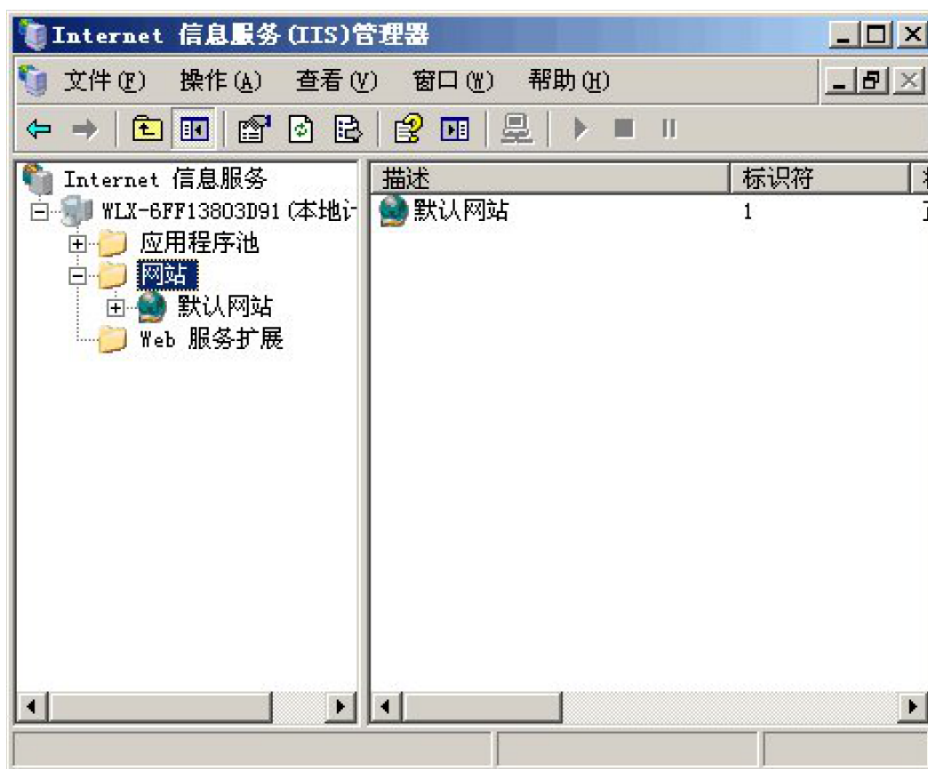 Internet 信息服务(IIS)管理器
文件(F) 操作(A) 查看(V) 窗口(W) 帮助(H)
Internet 信息服务
WLX-6FF13803D91(本地
应用程序池
网站
默认网站
Web 服务扩展
描述 标识符
默认网站 1